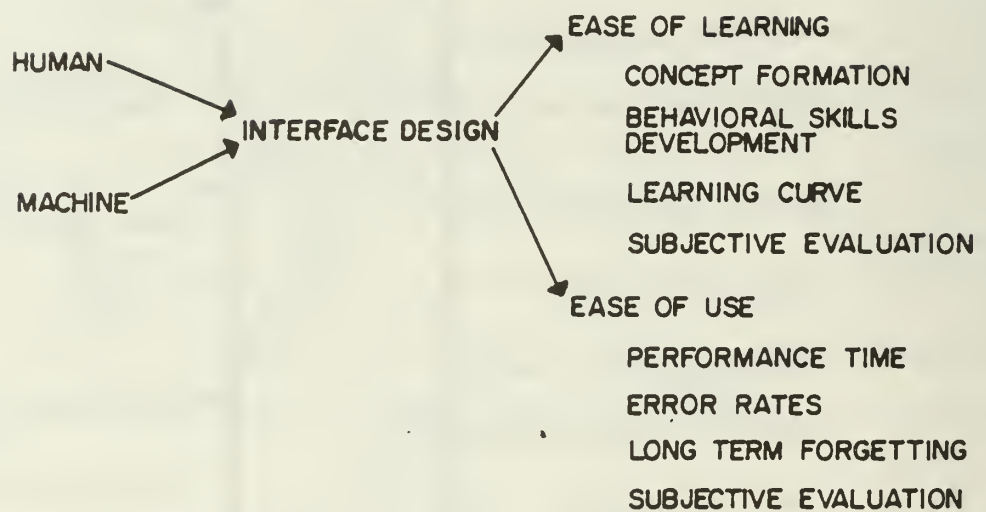 HUMAN
MACHINE
INTERFACE DESIGN
EASE OF LEARNING
CONCEPT FORMATION
BEHAVIORAL SKILLS
DEVELOPMENT
LEARNING CURVE
SUBJECTIVE EVALUATION
EASE OF USE
PERFORMANCE TIME
ERROR RATES
LONG TERM FORGETTING
SUBJECTIVE EVALUATION